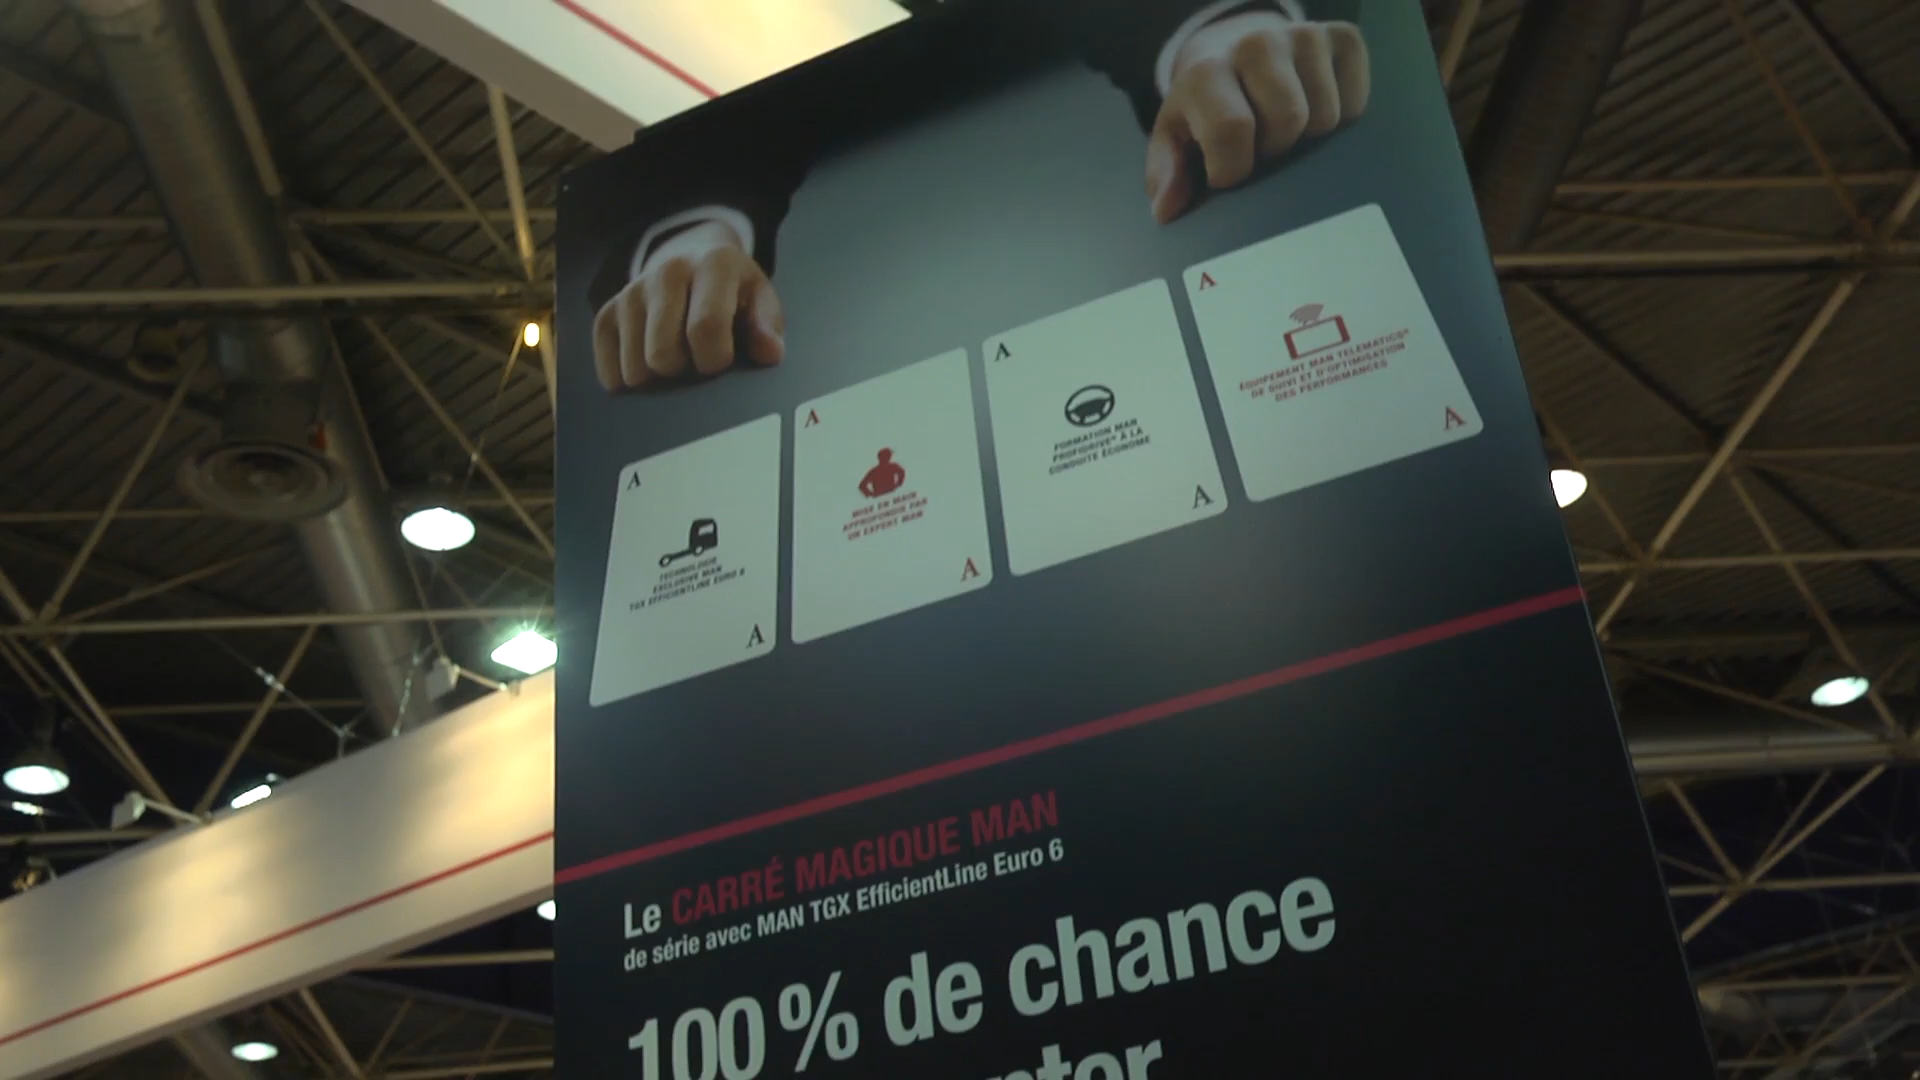 A
TECHNOLOGIE
EXCLUSIVE MAN
TGX EFFICIENTLINE EURO 6
A
A
MISE EN MAIN
APPROFONDIE PAR
UN EXPERT MAN
A
A
FORMATION MAN
PROFIDRIVE® À LA
CONDUITE ÉCONOME
A
A
ÉQUIPEMENT MAN TELEMATICS®
DE SUIVI ET D'OPTIMISATION
DES PERFORMANCES
A
Le CARRÉ MAGIQUE MAN
de série avec MAN TGX EfficientLine Euro 6
100 % de chance